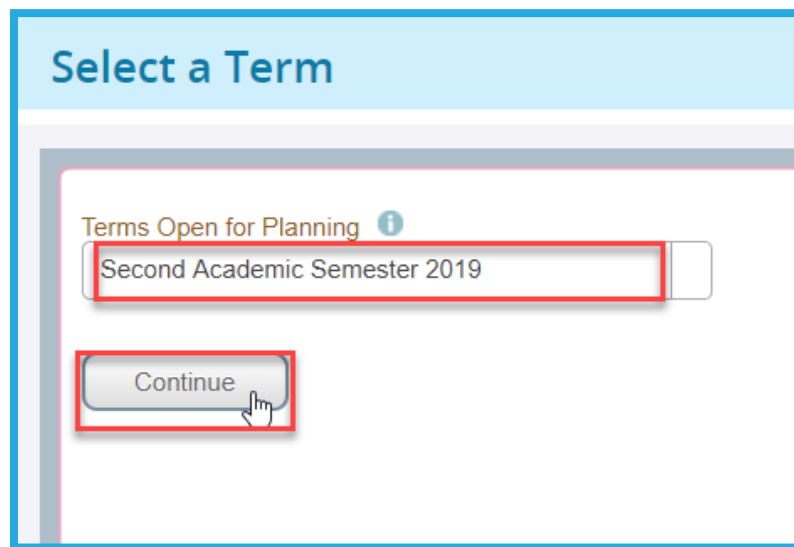 Select a Term
Terms Open for Planning
Second Academic Semester 2019
Continue